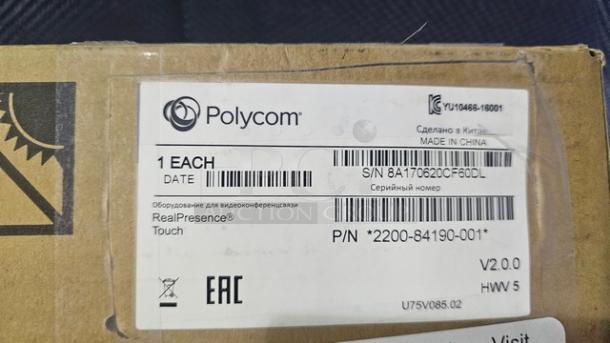 Polycom®
YU10466-16001
Сделано в Китае
MADE IN CHINA
1 EACH
DATE
S/N 8A170620CF60DL
Серийный номер
Оборудование для видеоконференцсвязи
RealPresence®
Touch
P/N *2200-84190-001*
V2.0.0
HWV 5
EAC
U75V085.02
Visit